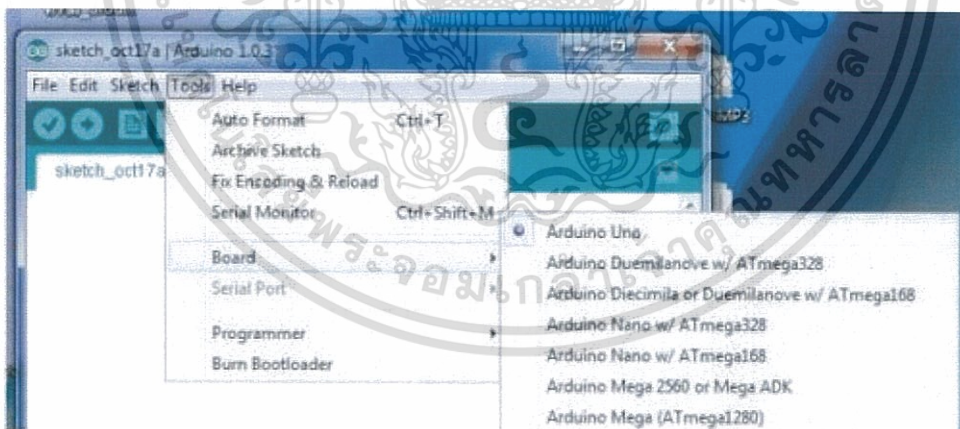 sketch_oct17a | Arduino 1.0.3
File Edit Sketch Tools Help
Auto Format Ctrl+T
Archive Sketch
Fix Encoding & Reload
Serial Monitor Ctrl+Shift+M
Board
Serial Port
Programmer
Burn Bootloader
sketch_oct17a
MP3
Arduino Uno
Arduino Duemilanove w/ ATmega328
Arduino Diecimila or Duemilanove w/ ATmega168
Arduino Nano w/ ATmega328
Arduino Nano w/ ATmega168
Arduino Mega 2560 or Mega ADK
Arduino Mega (ATmega1280)